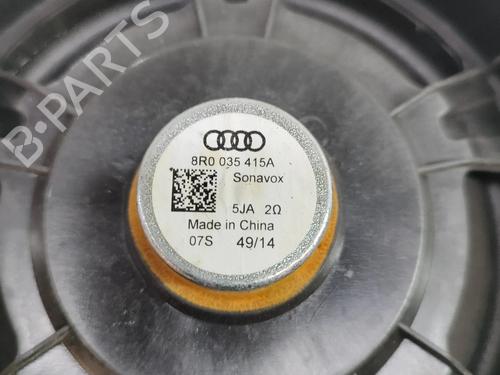 B-PARTS
8R0 035 415A
Sonavox
5JA 2Ω
Made in China
07S 49/14